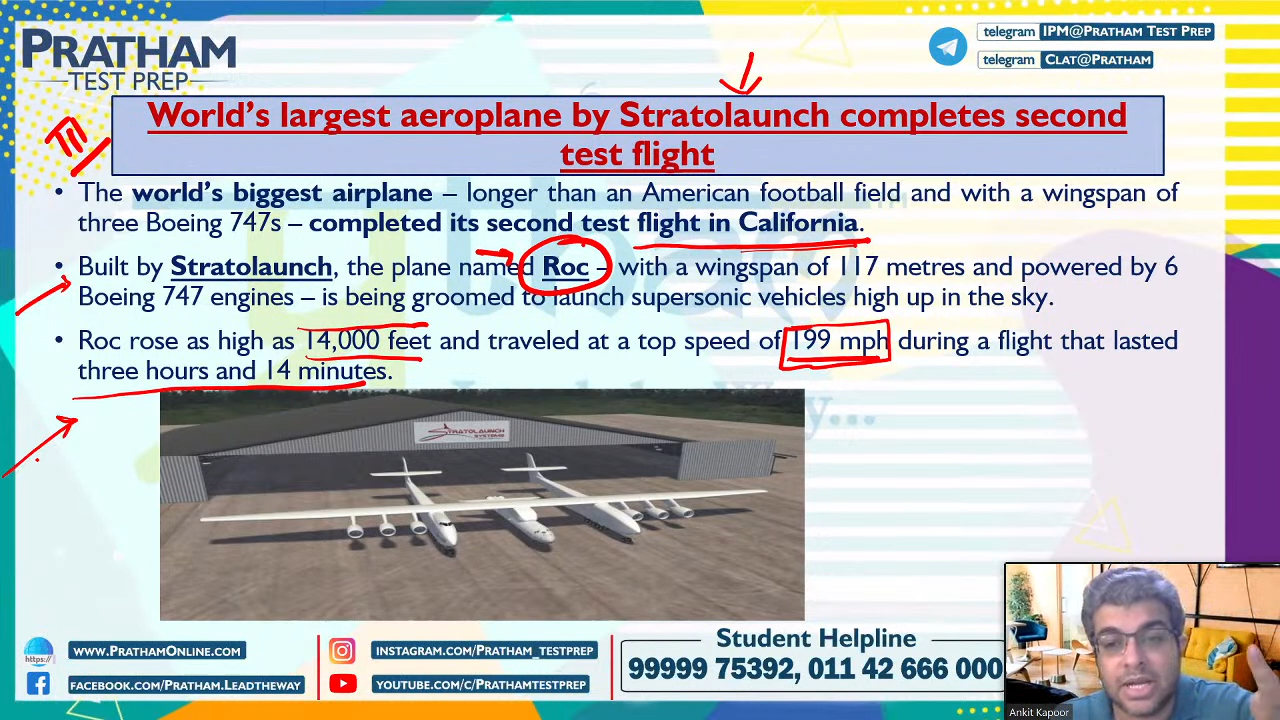 PRATHAM
TEST PREP
telegram IPM@PRATHAM TEST PREP
telegram CLAT@PRATHAM
World's largest aeroplane by Stratolaunch completes second
test flight
• The world's biggest airplane – longer than an American football field and with a wingspan of
three Boeing 747s – completed its second test flight in California.
• Built by Stratolaunch, the plane named Roc – with a wingspan of 117 metres and powered by 6
Boeing 747 engines – is being groomed to launch supersonic vehicles high up in the sky.
• Roc rose as high as 14,000 feet and traveled at a top speed of 199 mph during a flight that lasted
three hours and 14 minutes.
STRATOLAUNCH
SYSTEMS
https://
WWW.PRATHAMONLINE.COM
FACEBOOK.COM/PRATHAM.LEADTHEWAY
INSTAGRAM.COM/PRATHAM_TESTPREP
YOUTUBE.COM/C/PRATHAMTESTPREP
Student Helpline
99999 75392, 011 42 666 000
Ankit Kapoor